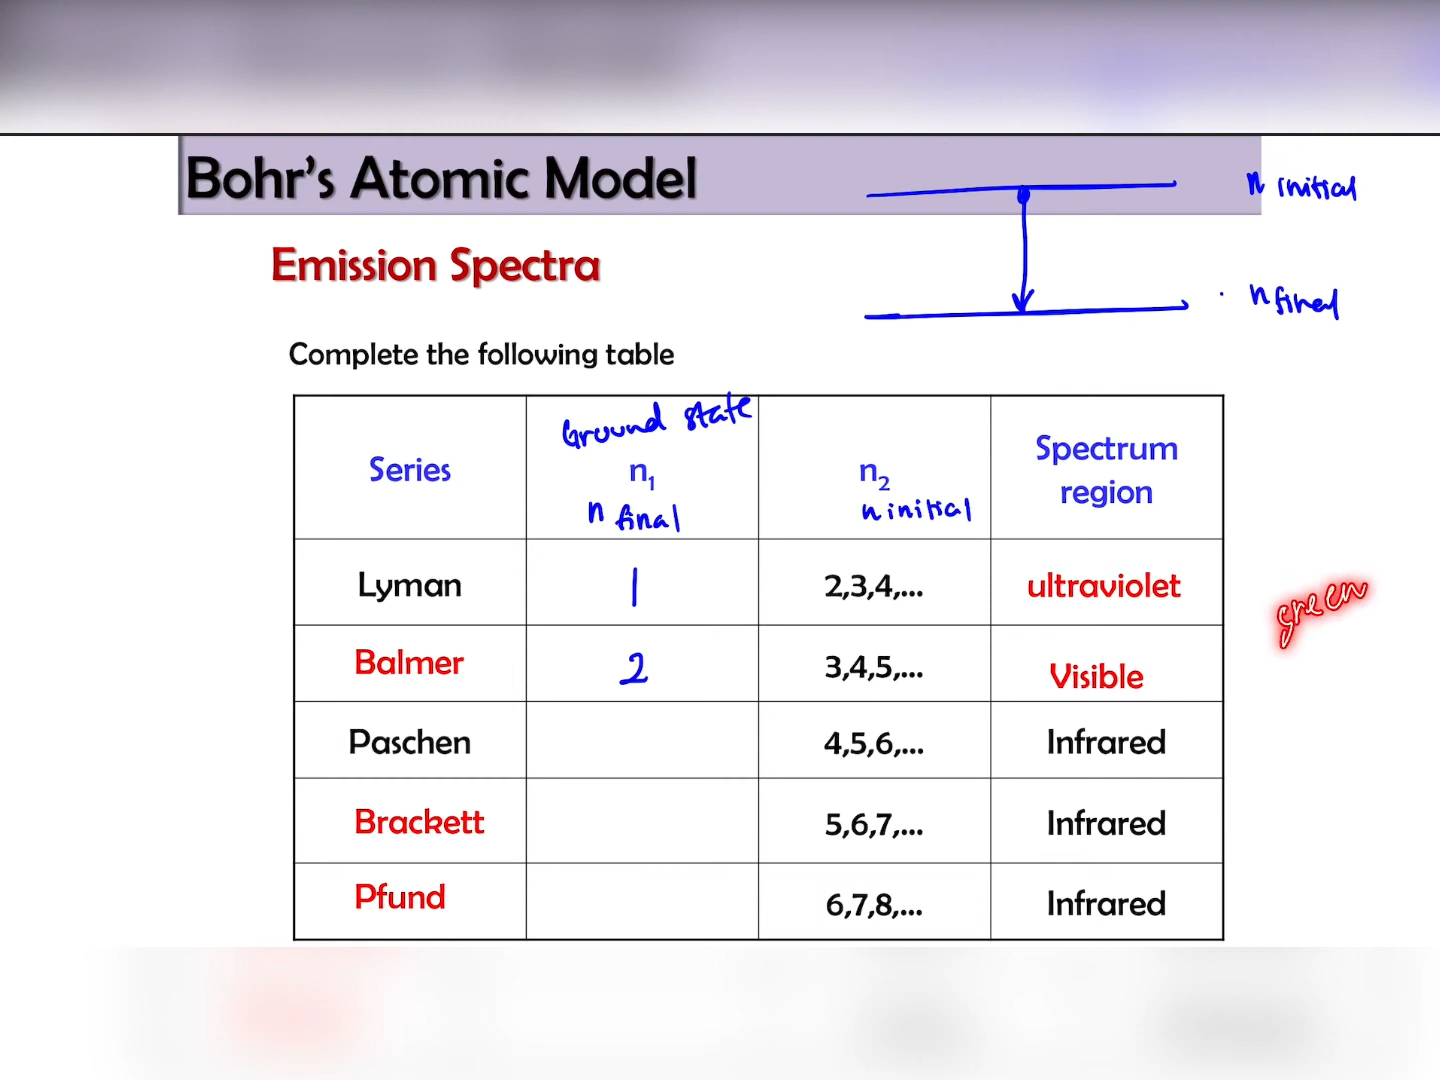 Bohr's Atomic Model
n initial
Emission Spectra
n final
Complete the following table
Series
Ground state
n₁
n final
n₂
n initial
Spectrum
region
Lyman
1
2,3,4,...
ultraviolet
green
Balmer
2
3,4,5,...
Visible
Paschen
4,5,6,...
Infrared
Brackett
5,6,7,...
Infrared
Pfund
6,7,8,...
Infrared